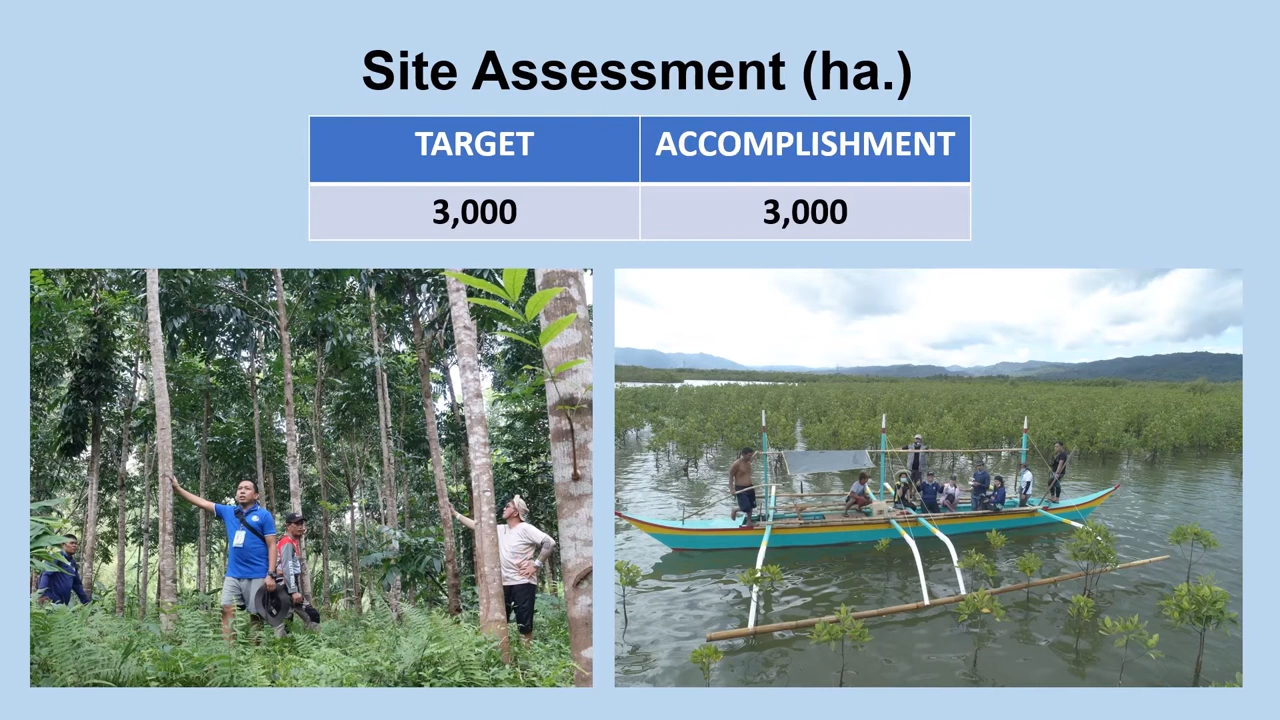 Site Assessment (ha.)
TARGET ACCOMPLISHMENT
3,000 3,000